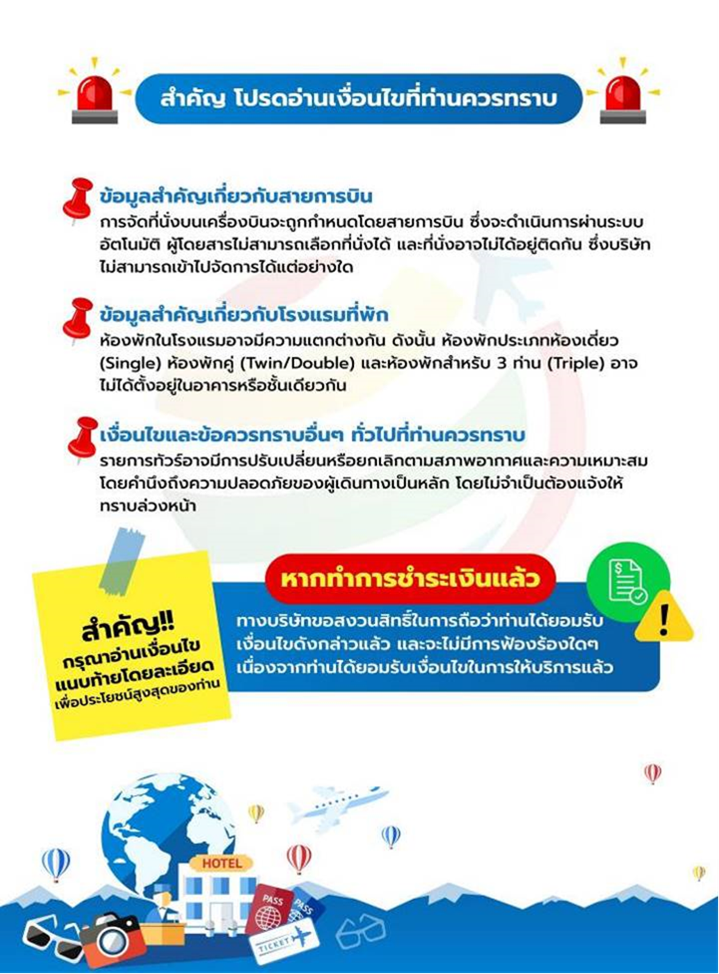 สำคัญ โปรดอ่านเงื่อนไขที่ท่านควรทราบ
ข้อมูลสำคัญเกี่ยวกับสายการบิน
การจัดที่นั่งบนเครื่องบินจะถูกกำหนดโดยสายการบิน ซึ่งจะดำเนินการผ่านระบบ
อัตโนมัติ ผู้โดยสารไม่สามารถเลือกที่นั่งได้ และที่นั่งอาจไม่ได้อยู่ติดกัน ซึ่งบริษัท
ไม่สามารถเข้าไปจัดการได้แต่อย่างใด
ข้อมูลสำคัญเกี่ยวกับโรงแรมที่พัก
ห้องพักในโรงแรมอาจมีความแตกต่างกัน ดังนั้น ห้องพักประเภทห้องเดี่ยว
(Single) ห้องพักคู่ (Twin/Double) และห้องพักสำหรับ 3 ท่าน (Triple) อาจ
ไม่ได้ตั้งอยู่ในอาคารหรือชั้นเดียวกัน
เงื่อนไขและข้อควรทราบอื่นๆ ทั่วไปที่ท่านควรทราบ
รายการทัวร์อาจมีการปรับเปลี่ยนหรือยกเลิกตามสภาพอากาศและความเหมาะสม
โดยคำนึงถึงความปลอดภัยของผู้เดินทางเป็นหลัก โดยไม่จำเป็นต้องแจ้งให้
ทราบล่วงหน้า
สำคัญ!!
กรุณาอ่านเงื่อนไข
แนบท้ายโดยละเอียด
เพื่อประโยชน์สูงสุดของท่าน
หากทำการชำระเงินแล้ว
ทางบริษัทขอสงวนสิทธิ์ในการถือว่าท่านได้ยอมรับ
เงื่อนไขดังกล่าวแล้ว และจะไม่มีการฟ้องร้องใดๆ
เนื่องจากท่านได้ยอมรับเงื่อนไขในการให้บริการแล้ว
HOTEL
PASS
PASS
TICKET